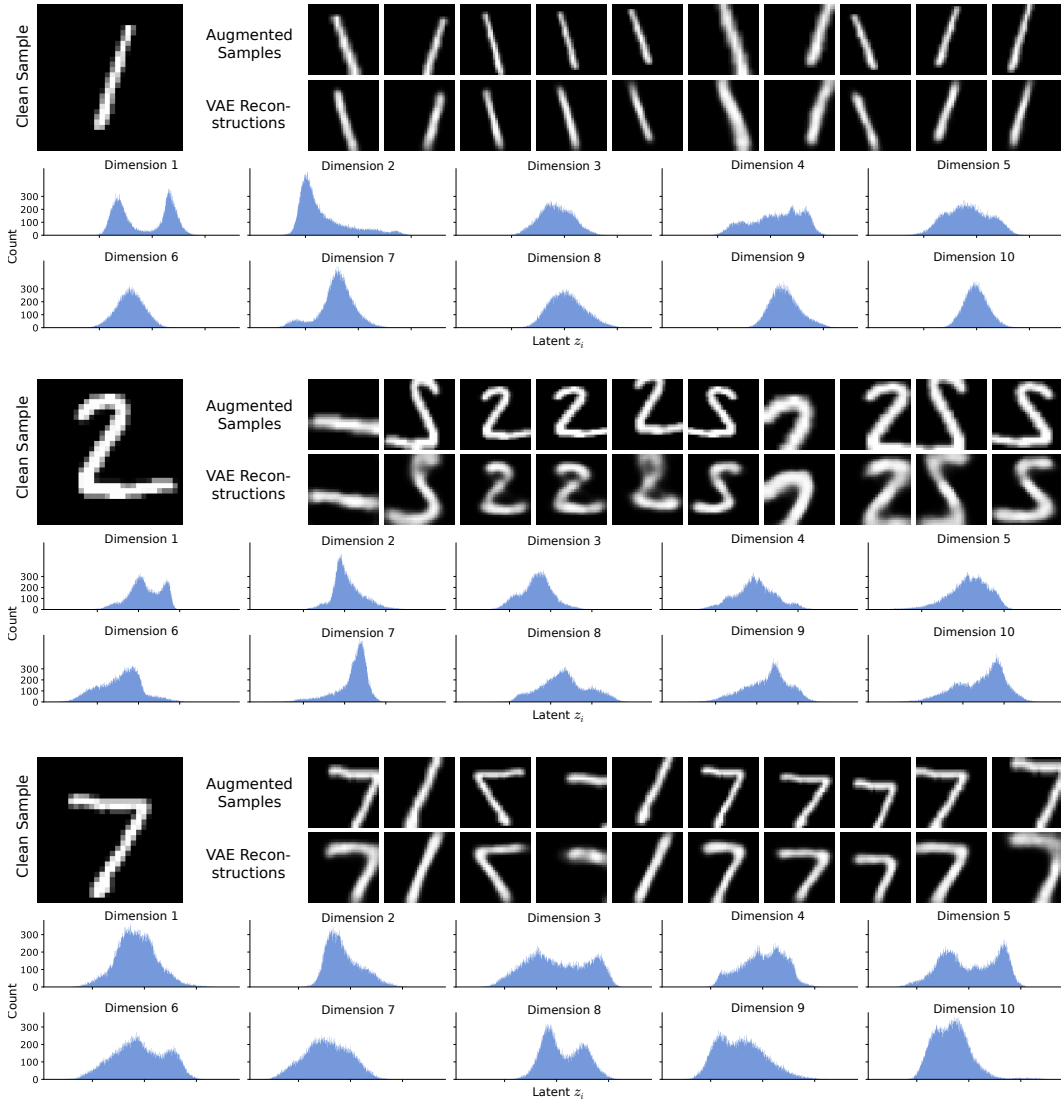 Clean Sample
Augmented
Samples
VAE Recon-
structions
Dimension 1
Dimension 2
Dimension 3
Dimension 4
Dimension 5
300
200
100
0
Count
Dimension 6
Dimension 7
Dimension 8
Dimension 9
Dimension 10
300
200
100
0
Latent z_i
Clean Sample
Augmented
Samples
VAE Recon-
structions
Dimension 1
Dimension 2
Dimension 3
Dimension 4
Dimension 5
300
200
100
0
Count
Dimension 6
Dimension 7
Dimension 8
Dimension 9
Dimension 10
300
200
100
0
Latent z_i
Clean Sample
Augmented
Samples
VAE Recon-
structions
Dimension 1
Dimension 2
Dimension 3
Dimension 4
Dimension 5
300
200
100
0
Count
Dimension 6
Dimension 7
Dimension 8
Dimension 9
Dimension 10
300
200
100
0
Latent z_i